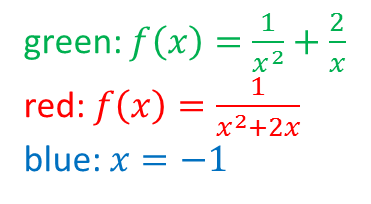 green: f(x) = 1/x² + 2/x
red: f(x) = 1/(x²+2x)
blue: x = −1